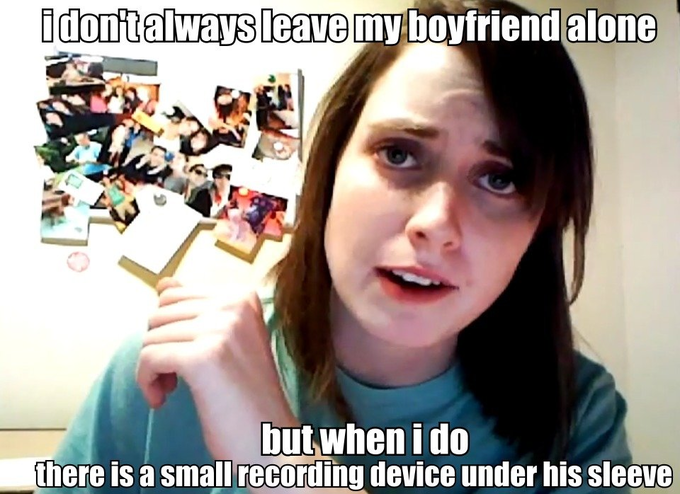 i don't always leave my boyfriend alone
but when i do
there is a small recording device under his sleeve